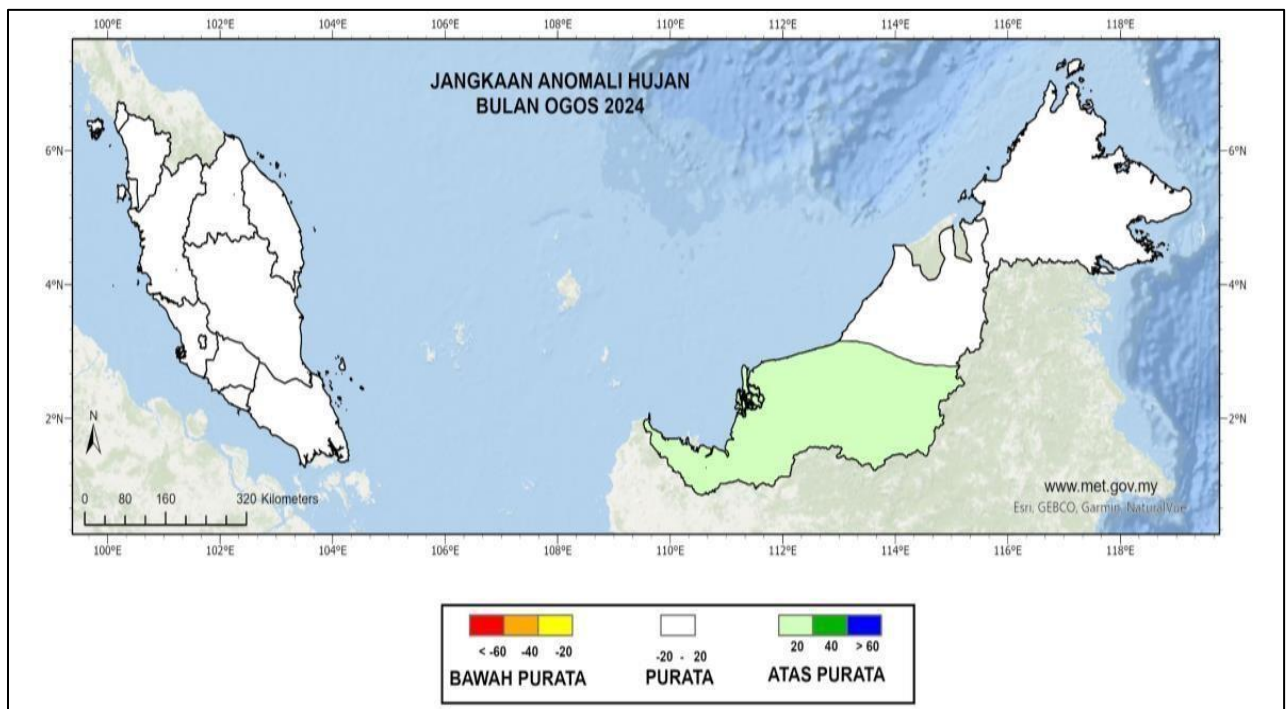 100°E 102°E 104°E 106°E 108°E 110°E 112°E 114°E 116°E 118°E
JANGKAAN ANOMALI HUJAN
BULAN OGOS 2024
6°N 6°N
4°N 4°N
2°N 2°N
N
0 80 160 320 Kilometers
www.met.gov.my
Esri, GEBCO, Garmin, NaturalVue
100°E 102°E 104°E 106°E 108°E 110°E 112°E 114°E 116°E 118°E
< -60 -40 -20 -20 - 20 20 40 > 60
BAWAH PURATA PURATA ATAS PURATA